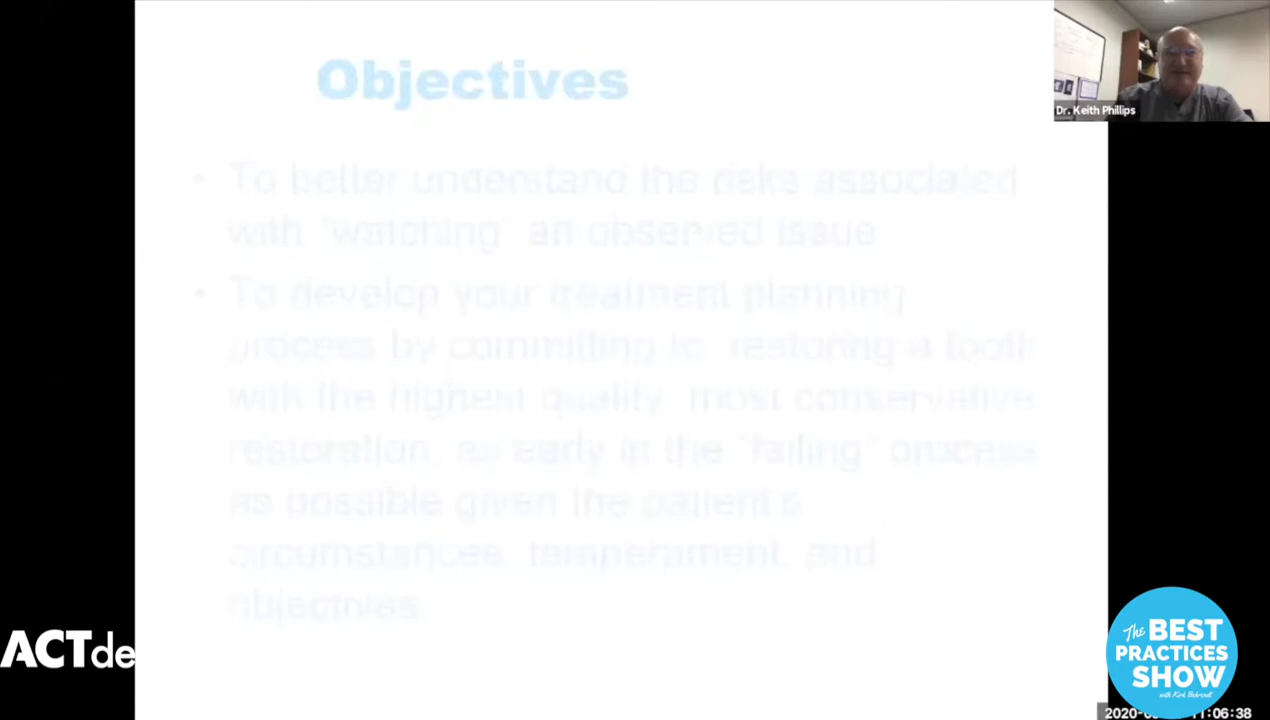 Objectives
Dr. Keith Phillips
• To better understand the risks associated
with "watching" an observed issue
• To develop your treatment planning
process by committing to restoring a tooth
with the highest quality, most conservative
restoration, as early in the "failing" process
as possible given the patient's
circumstances, temperament, and
objectives.
ACTde
The
BEST
PRACTICES
SHOW
with Kirk Behrendt
2020-0 11:06:38